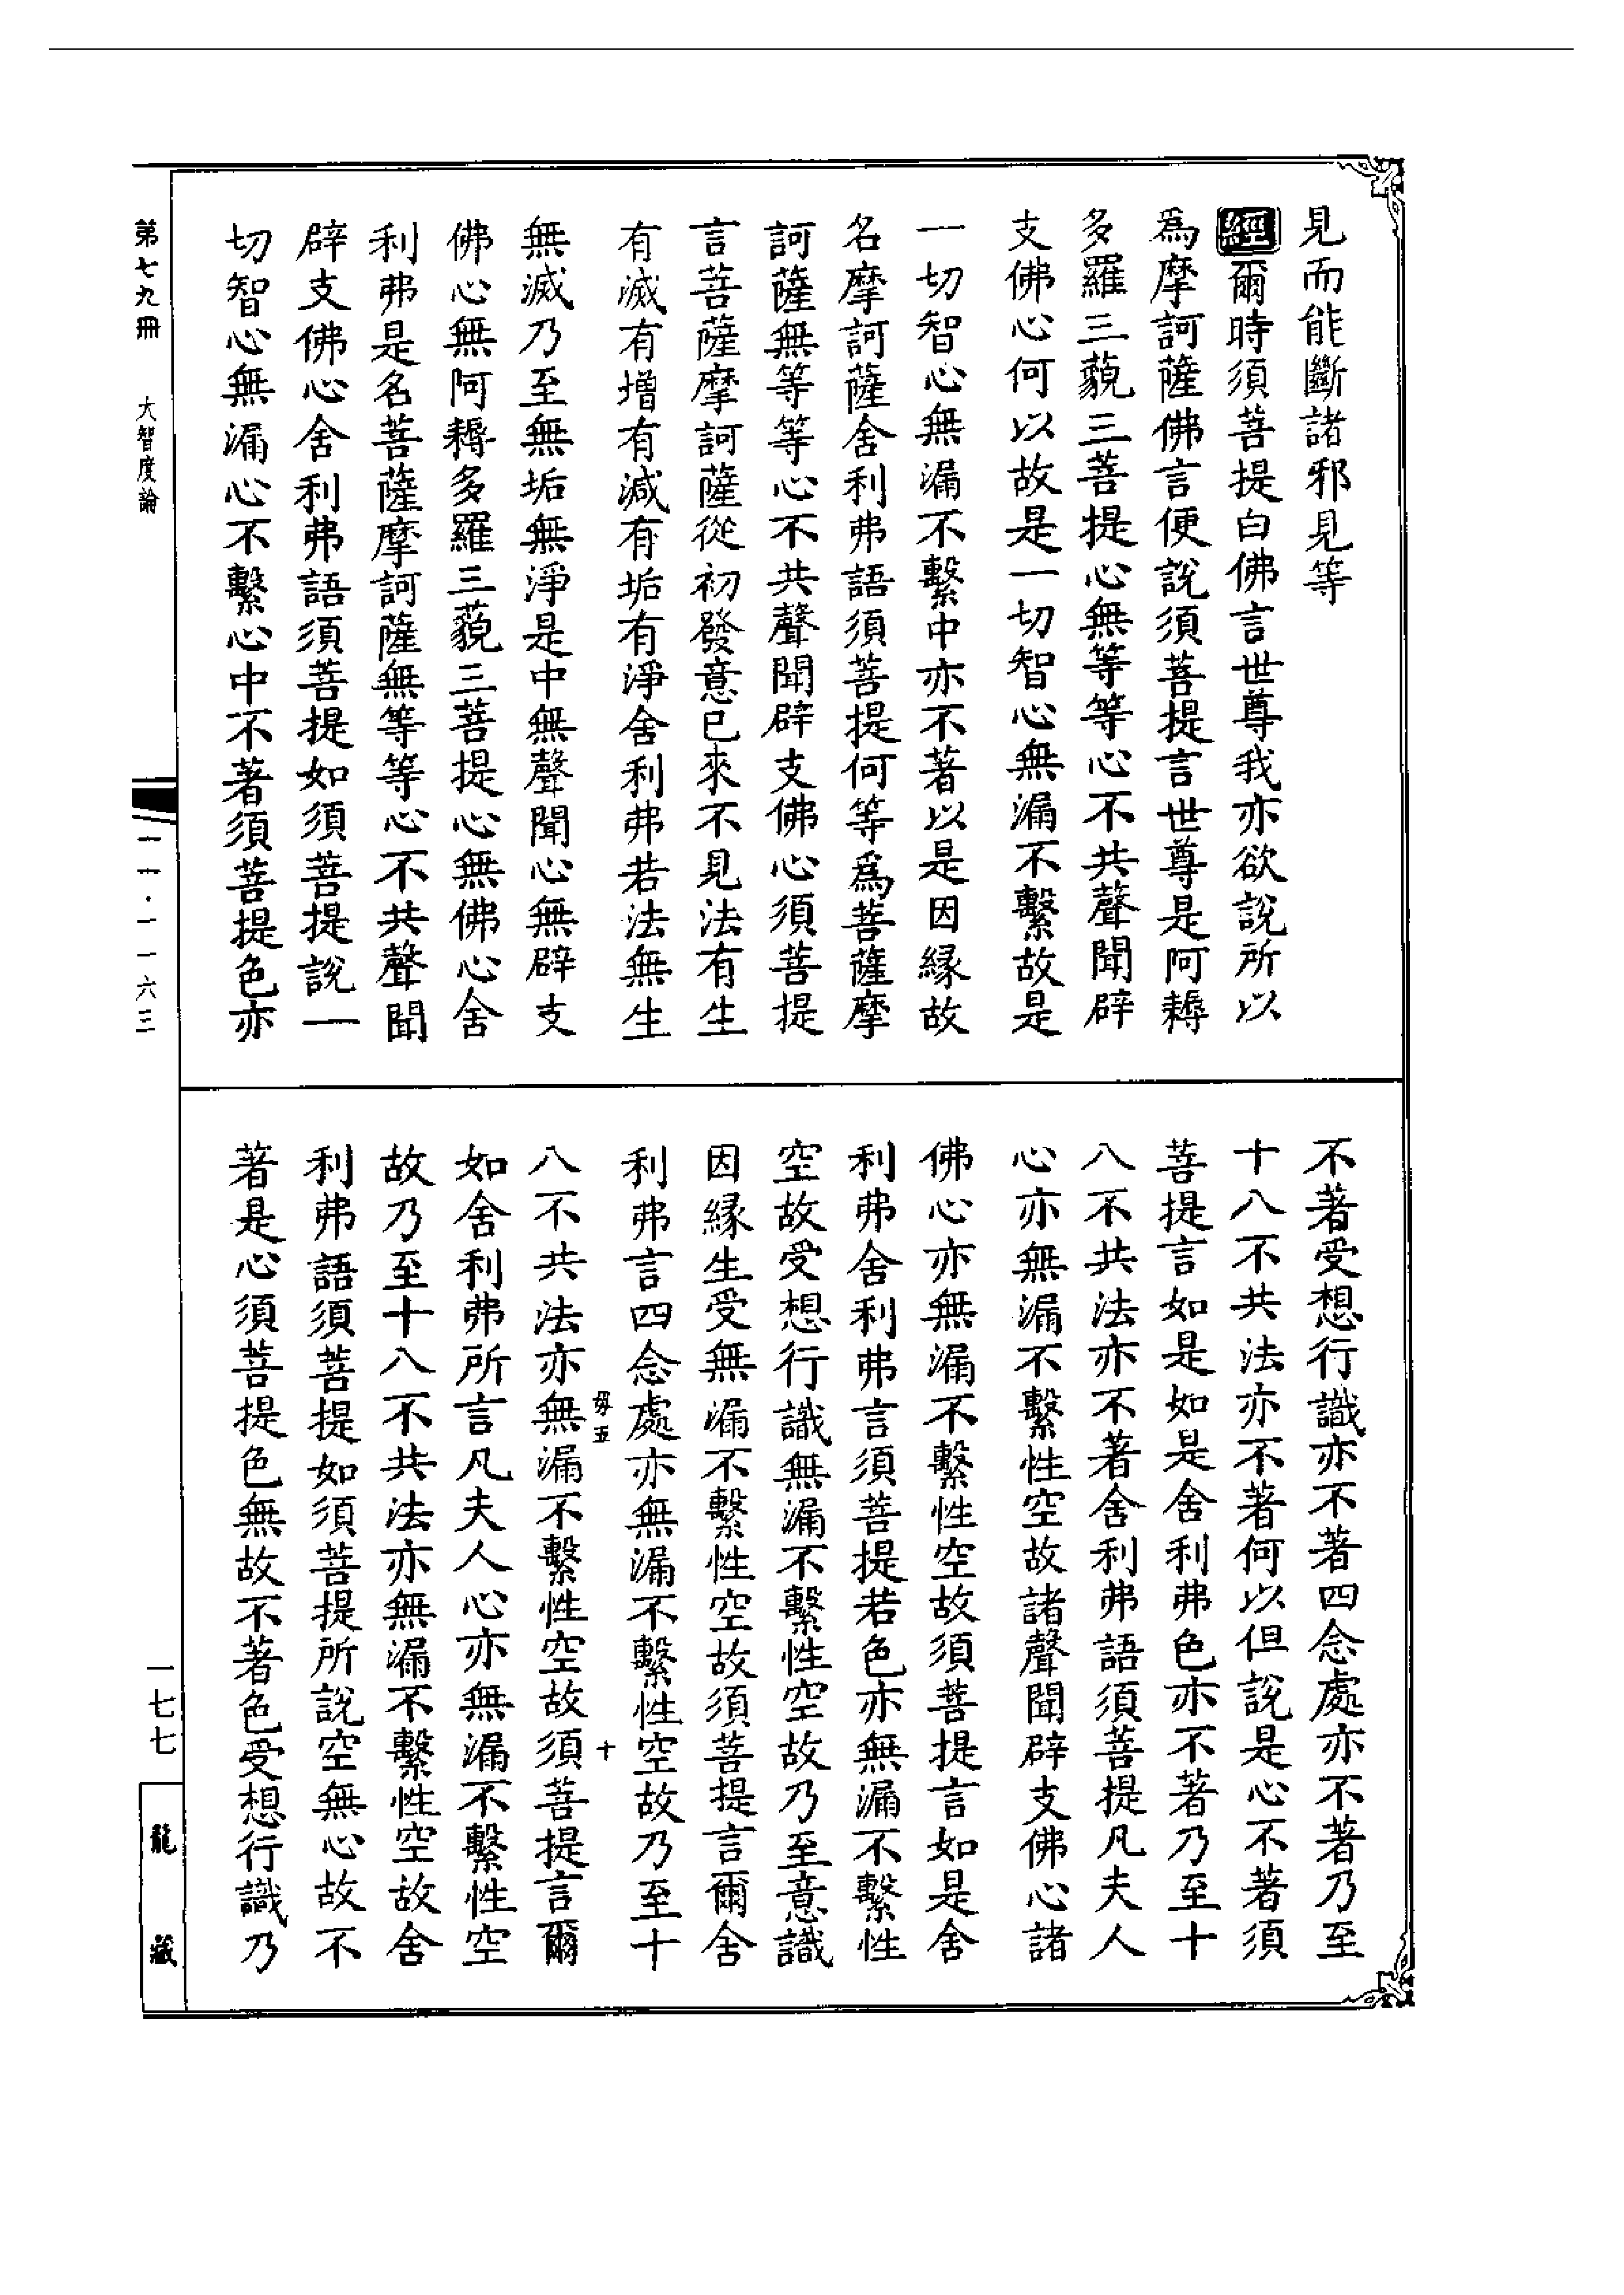 見而能斷諸邪見等
經爾時須菩提白佛言世尊我亦欲說所以
爲摩訶薩佛言便說須菩提言世尊是阿耨
多羅三藐三菩提心無等等心不共聲聞辟
支佛心何以故是一切智心無漏不繫故是
一切智心無漏不繫中亦不著以是因緣故
名摩訶薩舍利弗語須菩提何等爲菩薩摩
訶薩無等等心不共聲聞辟支佛心須菩提
言菩薩摩訶薩從初發意已來不見法有生
有滅有增有減有垢有淨舍利弗若法無生
無滅乃至無垢無淨是中無聲聞心無辟支
佛心無阿耨多羅三藐三菩提心無佛心舍
利弗是名菩薩摩訶薩無等等心不共聲聞
辟支佛心舍利弗語須菩提如須菩提說一
切智心無漏心不繫心中不著須菩提色亦
不著受想行識亦不著四念處亦不著乃至
十八不共法亦不著何以但說是心不著須
菩提言如是如是舍利弗色亦不著乃至十
八不共法亦不著舍利弗語須菩提凡夫人
心亦無漏不繫性空故諸聲聞辟支佛心諸
佛心亦無漏不繫性空故須菩提言如是舍
利弗舍利弗言須菩提若色亦無漏不繫性
空故受想行識無漏不繫性空故乃至意識
因緣生受無漏不繫性空故須菩提言爾舍
利弗言四念處亦無漏不繫性空故乃至十
毋五 十
八不共法亦無漏不繫性空故須菩提言爾
如舍利弗所言凡夫人心亦無漏不繫性空
故乃至十八不共法亦無漏不繫性空故舍
利弗語須菩提如須菩提所說空無心故不
著是心須菩提色無故不著色受想行識乃
第七九冊 大智度論
一一·一一六三
一七七
龍藏